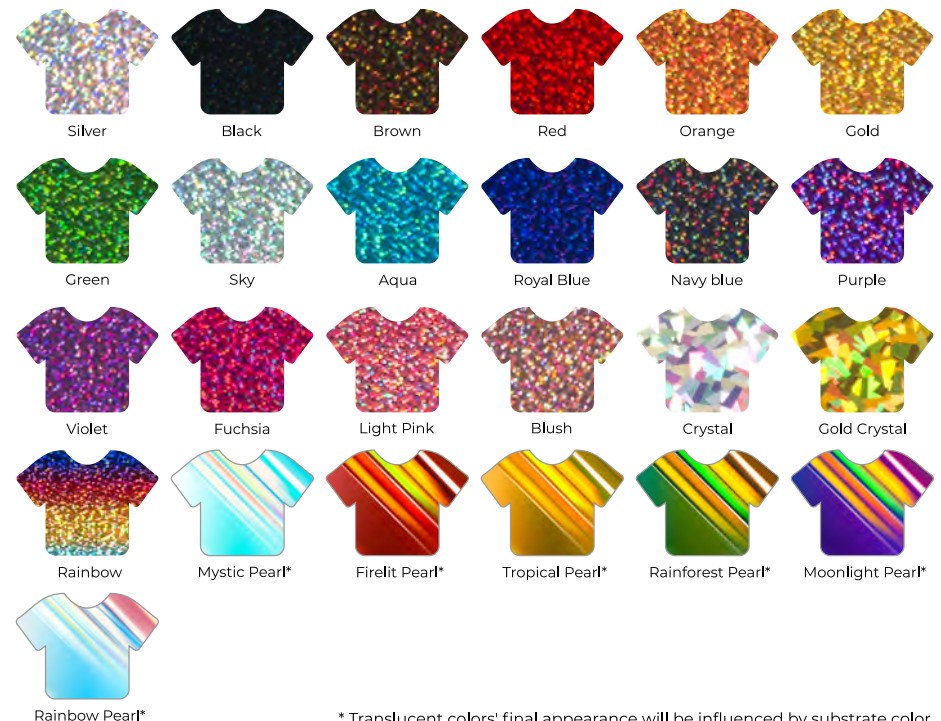 Silver Black Brown Red Orange Gold
Green Sky Aqua Royal Blue Navy blue Purple
Violet Fuchsia Light Pink Blush Crystal Gold Crystal
Rainbow Mystic Pearl* Firelit Pearl* Tropical Pearl* Rainforest Pearl* Moonlight Pearl*
Rainbow Pearl*
* Translucent colors' final appearance will be influenced by substrate color